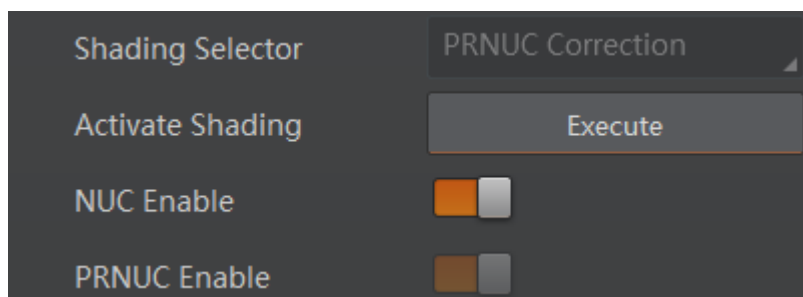 Shading Selector PRNUC Correction
Activate Shading Execute
NUC Enable
PRNUC Enable